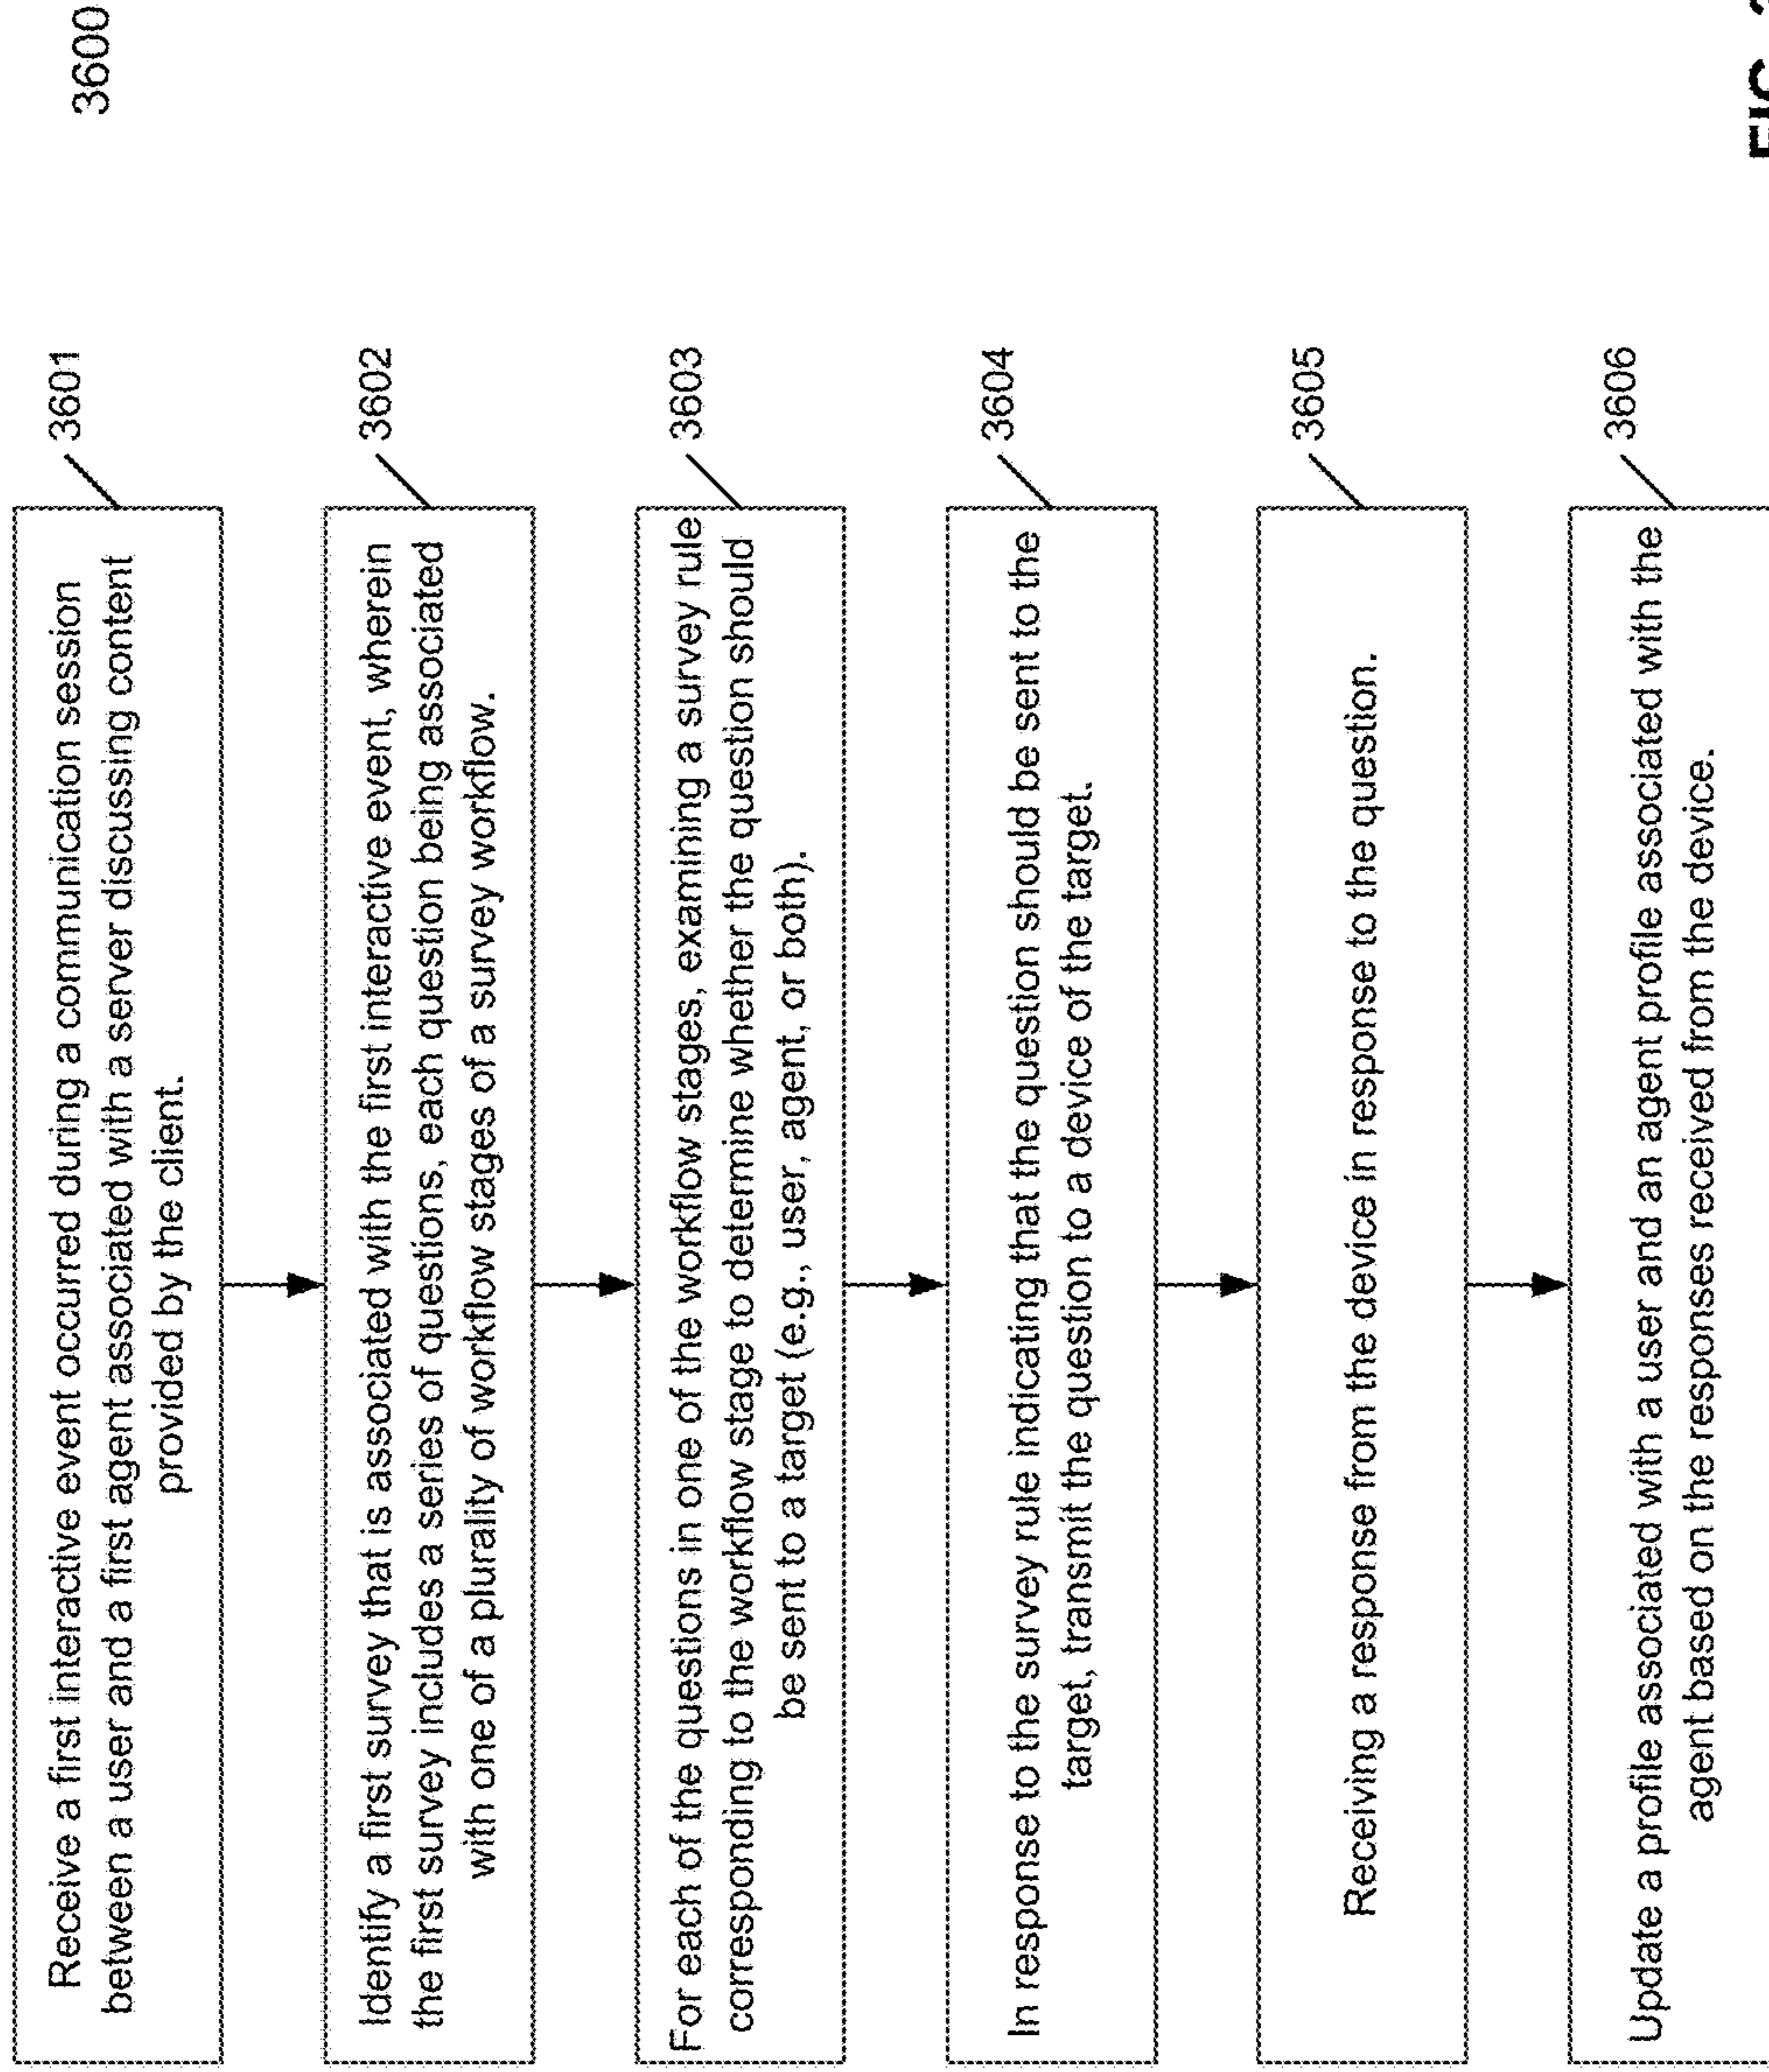 3600
Receive a first interactive event occurred during a communication session
between a user and a first agent associated with a server discussing content
provided by the client.
3601
Identify a first survey that is associated with the first interactive event, wherein
the first survey includes a series of questions, each question being associated
with one of a plurality of workflow stages of a survey workflow.
3602
For each of the questions in one of the workflow stages, examining a survey rule
corresponding to the workflow stage to determine whether the question should
be sent to a target (e.g., user, agent, or both).
3603
In response to the survey rule indicating that the question should be sent to the
target, transmit the question to a device of the target.
3604
Receiving a response from the device in response to the question.
3605
Update a profile associated with a user and an agent profile associated with the
agent based on the responses received from the device.
3606
FIG.